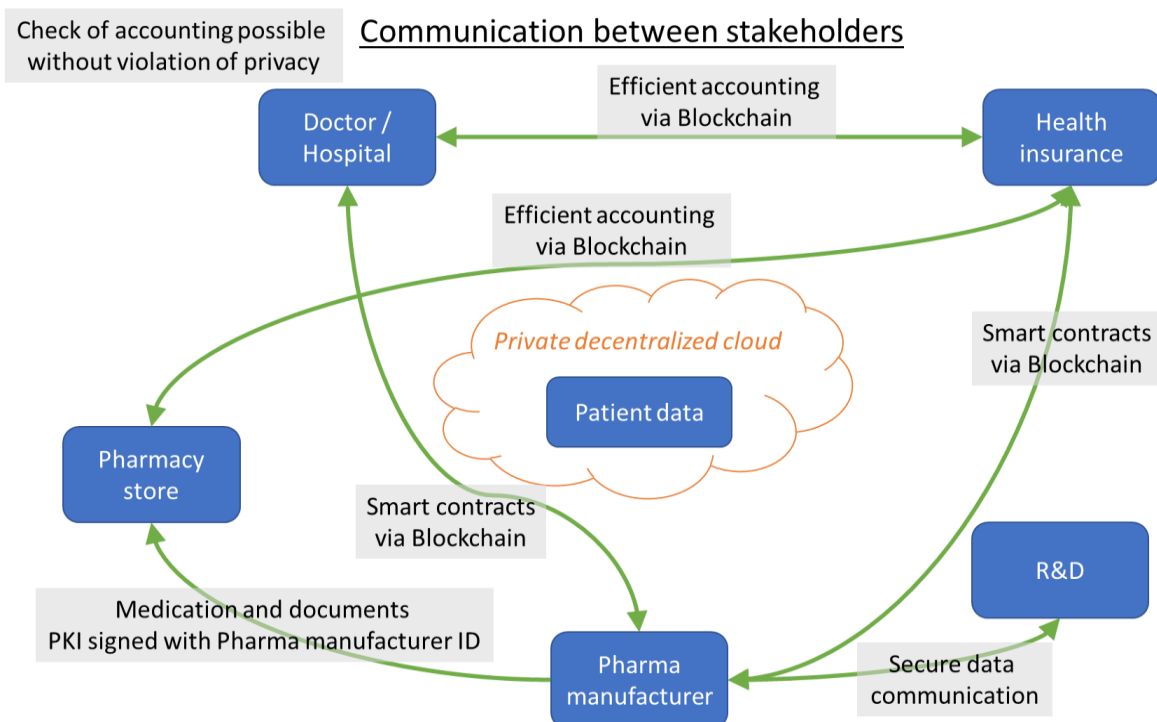 Check of accounting possible
without violation of privacy
Communication between stakeholders
Efficient accounting
via Blockchain
Doctor /
Hospital
Health
insurance
Efficient accounting
via Blockchain
Private decentralized cloud
Smart contracts
via Blockchain
Patient data
Pharmacy
store
Smart contracts
via Blockchain
R&D
Medication and documents
PKI signed with Pharma manufacturer ID
Pharma
manufacturer
Secure data
communication